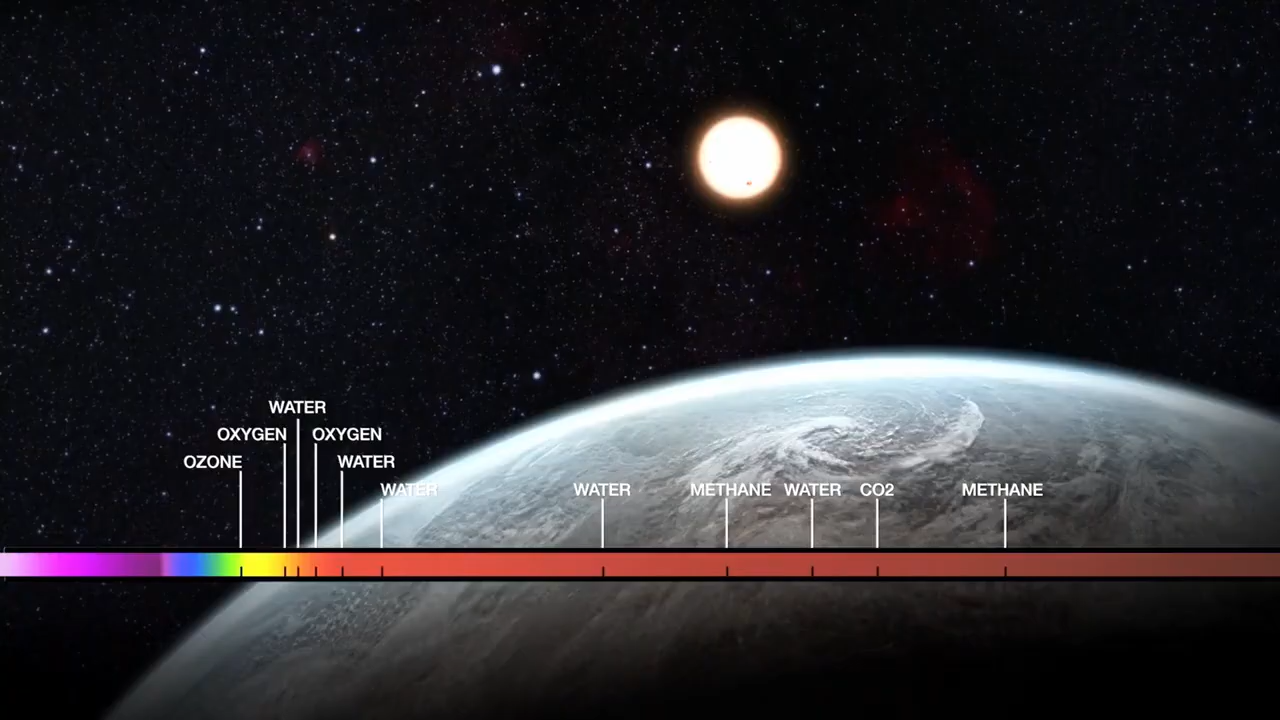 WATER
OXYGEN OXYGEN
OZONE WATER
WATER WATER METHANE WATER CO2 METHANE